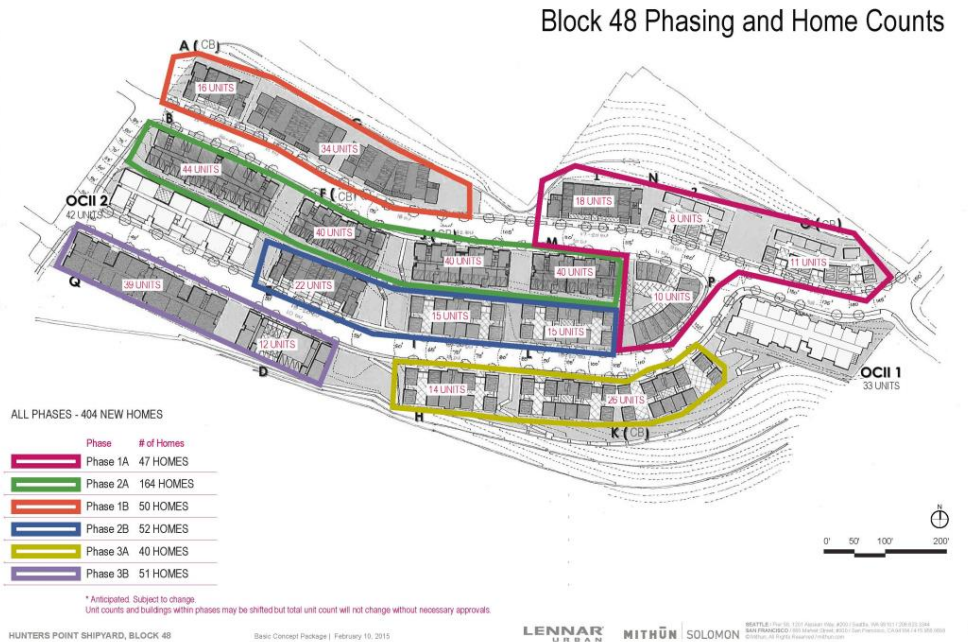 Block 48 Phasing and Home Counts
A ( CB)
16 UNITS
34 UNITS
B
44 UNITS
F ( CB)
40 UNITS
OCII 2
42 UNITS
40 UNITS
M
40 UNITS
22 UNITS
15 UNITS
15 UNITS
L
Q
39 UNITS
12 UNITS
D
14 UNITS
26 UNITS
H
K ( CB)
18 UNITS
N
8 UNITS
11 UNITS
P
10 UNITS
OCII 1
33 UNITS
ALL PHASES - 404 NEW HOMES
Phase # of Homes
Phase 1A 47 HOMES
Phase 2A 164 HOMES
Phase 1B 50 HOMES
Phase 2B 52 HOMES
Phase 3A 40 HOMES
Phase 3B 51 HOMES
* Anticipated. Subject to change.
Unit counts and buildings within phases may be shifted but total unit count will not change without necessary approvals.
N
0' 50' 100' 200'
HUNTERS POINT SHIPYARD, BLOCK 48
Basic Concept Package | February 10, 2015
LENNAR
URBAN
MITHŪN | SOLOMON